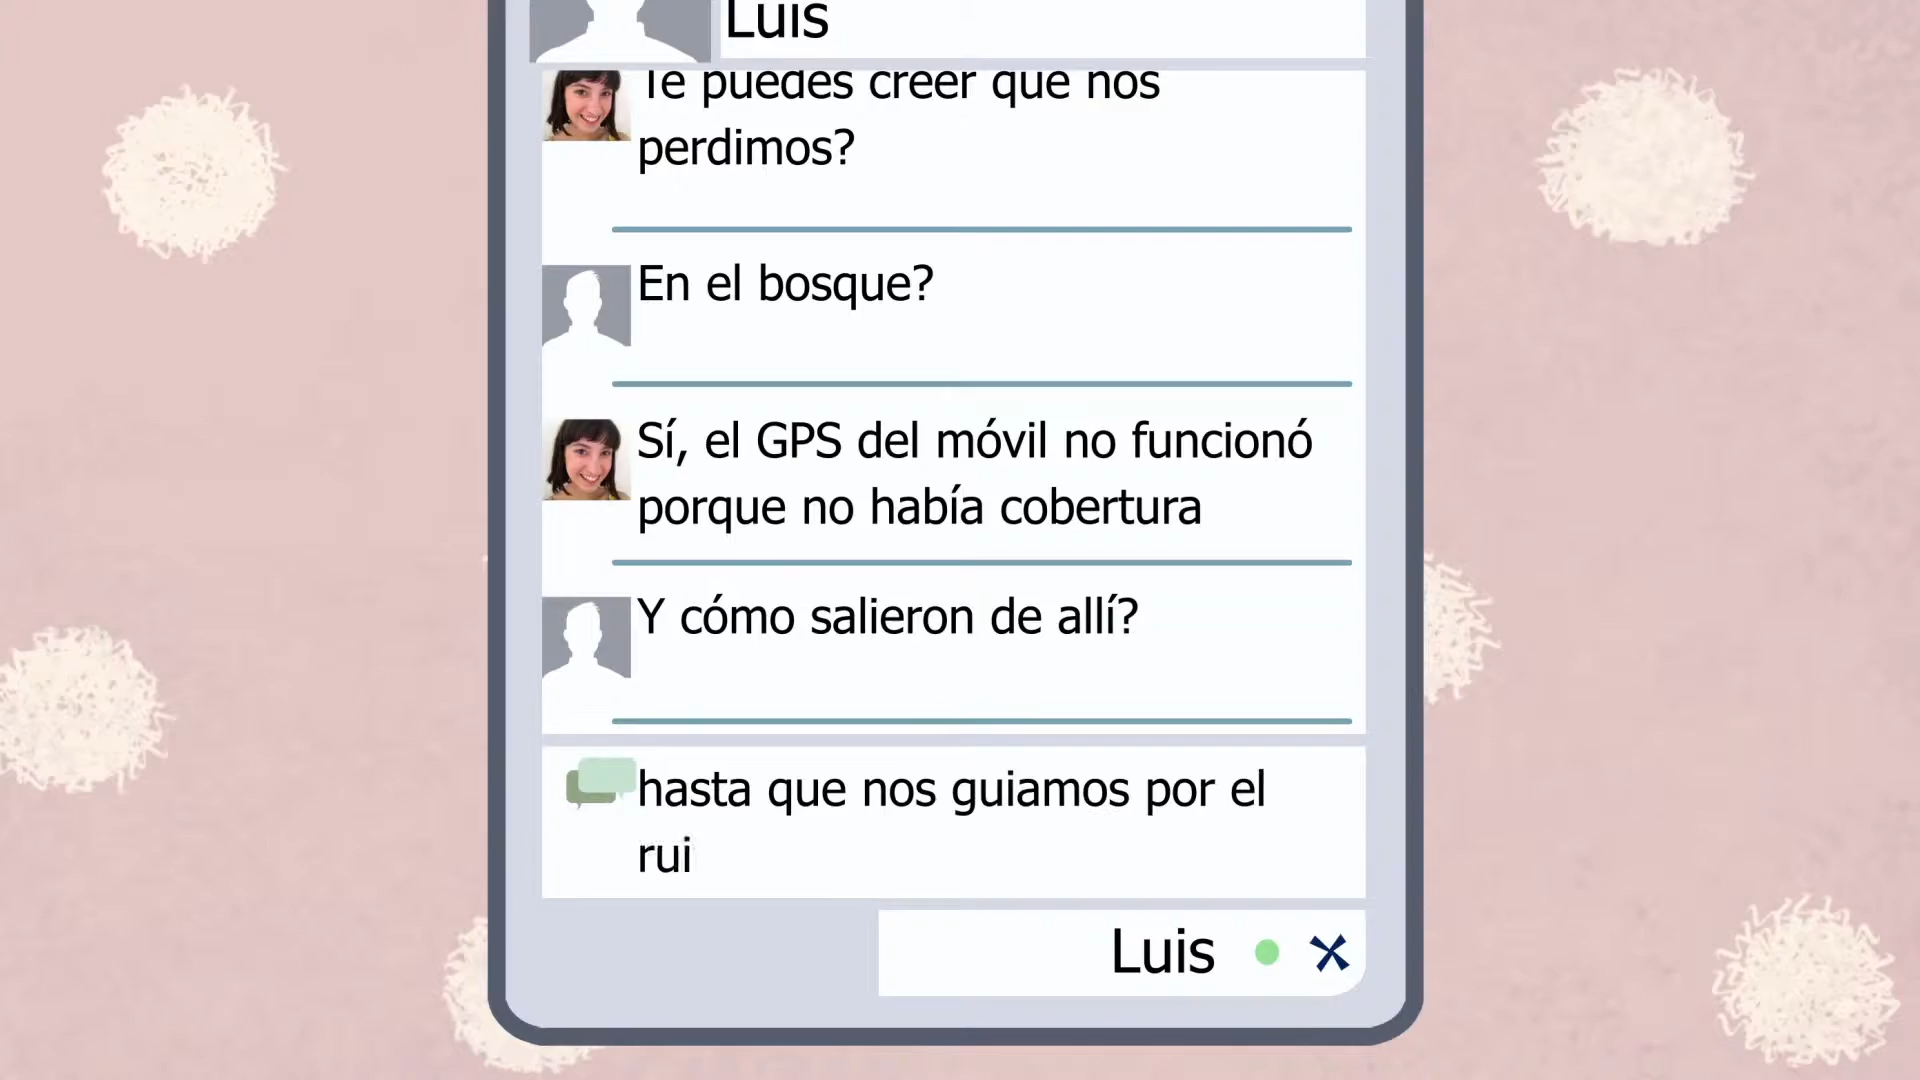 Luis
Te puedes creer que nos
perdimos?
En el bosque?
Sí, el GPS del móvil no funcionó
porque no había cobertura
Y cómo salieron de allí?
hasta que nos guiamos por el
rui
Luis